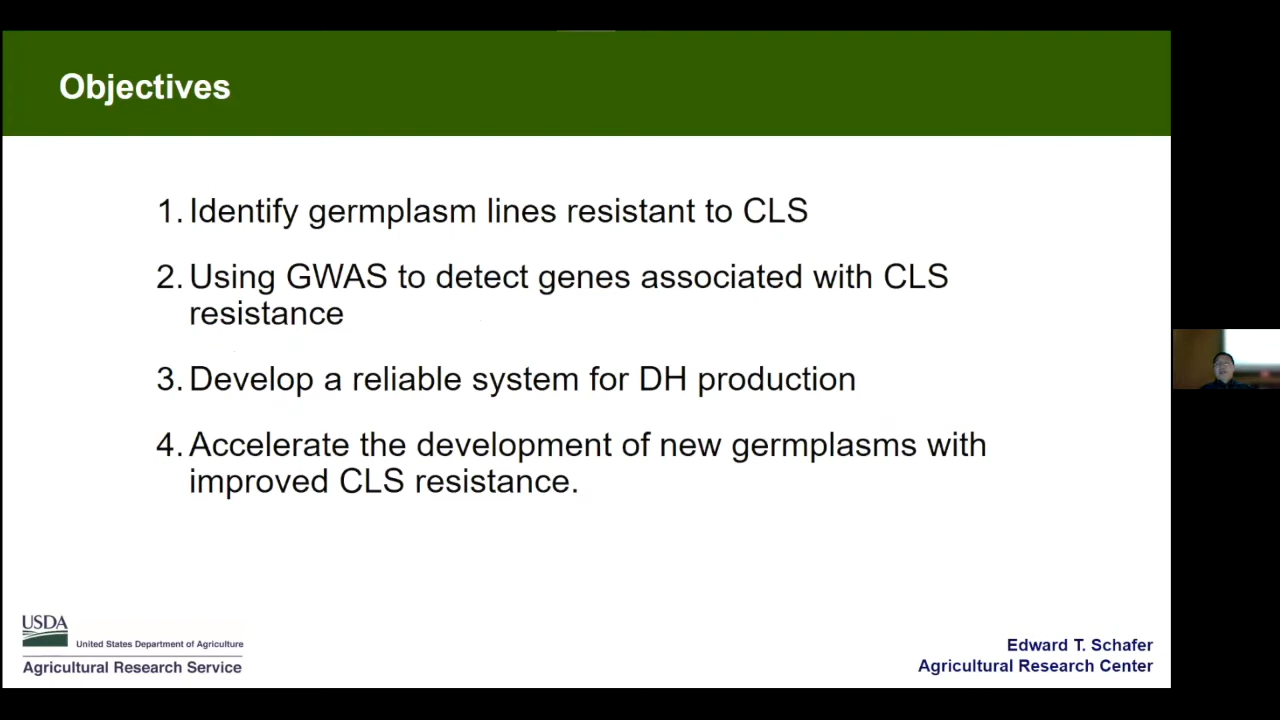 Objectives
1. Identify germplasm lines resistant to CLS
2. Using GWAS to detect genes associated with CLS
resistance
3. Develop a reliable system for DH production
4. Accelerate the development of new germplasms with
improved CLS resistance.
USDA
United States Department of Agriculture
Agricultural Research Service
Edward T. Schafer
Agricultural Research Center